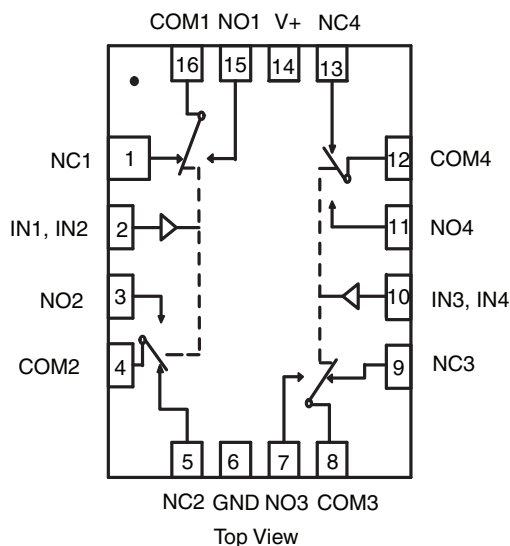 COM1 NO1 V+ NC4
16 15 14 13
NC1 1 12 COM4
IN1, IN2 2 11 NO4
NO2 3 10 IN3, IN4
COM2 4 9 NC3
5 6 7 8
NC2 GND NO3 COM3
Top View